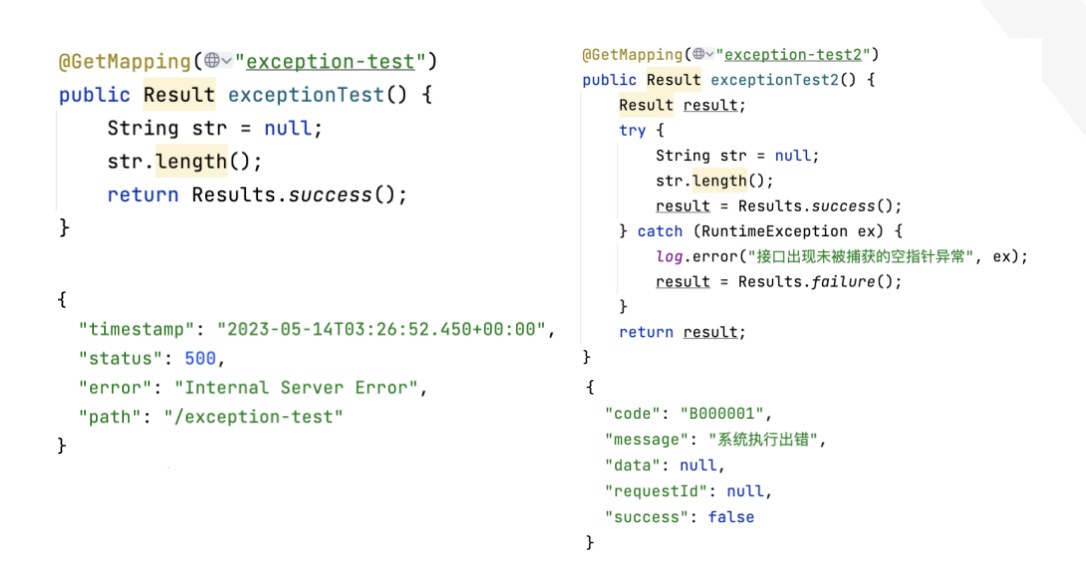 @GetMapping("exception-test")
public Result exceptionTest() {
    String str = null;
    str.length();
    return Results.success();
}
{
  "timestamp": "2023-05-14T03:26:52.450+00:00",
  "status": 500,
  "error": "Internal Server Error",
  "path": "/exception-test"
}
@GetMapping("exception-test2")
public Result exceptionTest2() {
    Result result;
    try {
        String str = null;
        str.length();
        result = Results.success();
    } catch (RuntimeException ex) {
        log.error("接口出现未被捕获的空指针异常", ex);
        result = Results.failure();
    }
    return result;
}
{
  "code": "B000001",
  "message": "系统执行出错",
  "data": null,
  "requestId": null,
  "success": false
}